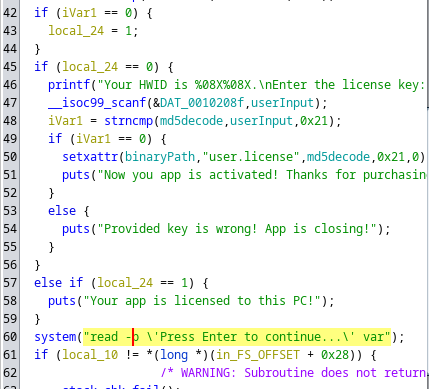 42 if (iVar1 == 0) {
43 local_24 = 1;
44 }
45 if (local_24 == 0) {
46 printf("Your HWID is %08X%08X.\nEnter the license key:
47 __isoc99_scanf(&DAT_0010208f,userInput);
48 iVar1 = strncmp(md5decode,userInput,0x21);
49 if (iVar1 == 0) {
50 setxattr(binaryPath,"user.license",md5decode,0x21,0)
51 puts("Now you app is activated! Thanks for purchasin
52 }
53 else {
54 puts("Provided key is wrong! App is closing!");
55 }
56 }
57 else if (local_24 == 1) {
58 puts("Your app is licensed to this PC!");
59 }
60 system("read -p \'Press Enter to continue...\' var");
61 if (local_10 != *(long *)(in_FS_OFFSET + 0x28)) {
62 /* WARNING: Subroutine does not return